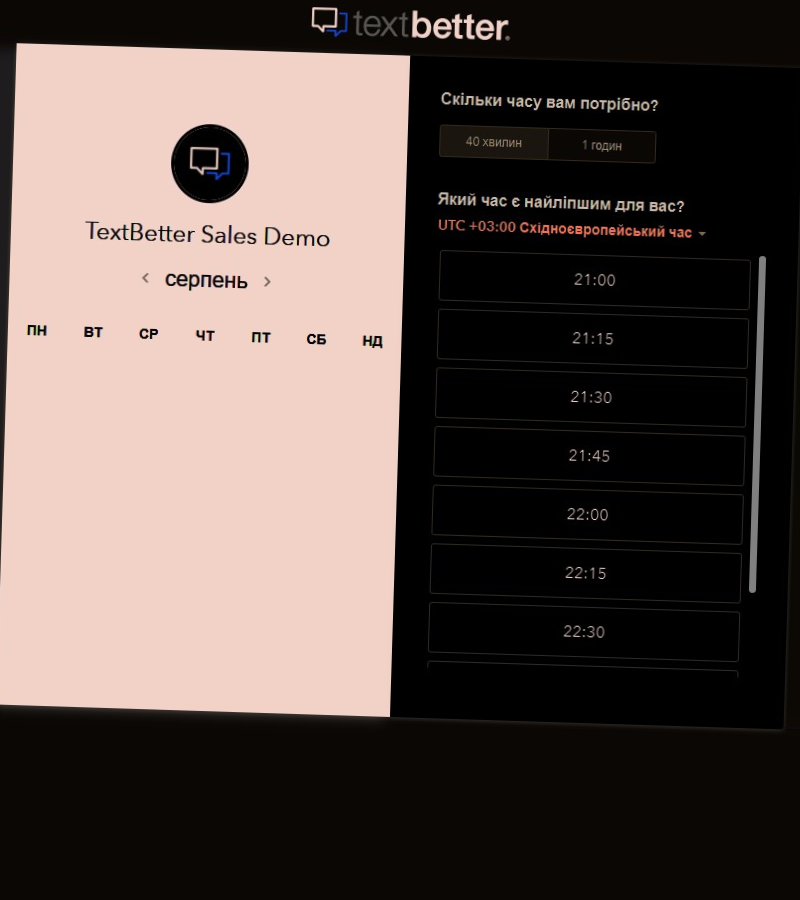 textbetter.
TextBetter Sales Demo
серпень
ПН ВТ СР ЧТ ПТ СБ НД
Скільки часу вам потрібно?
40 хвилин 1 годин
Який час є найліпшим для вас?
UTC +03:00 Східноєвропейський час
21:00
21:15
21:30
21:45
22:00
22:15
22:30